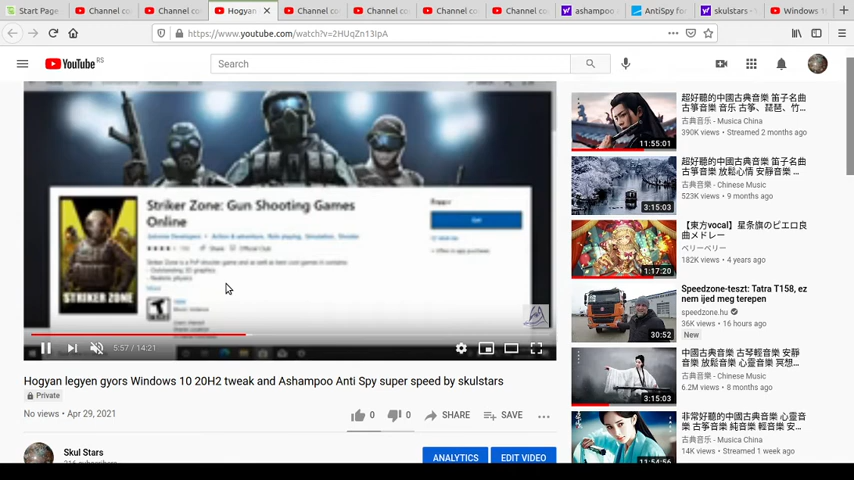 Start Page
Channel co
Channel co
Hogyan
Channel co
Channel co
Channel co
Channel co
ashampoo
AntiSpy for
skulstars -
Windows 1
https://www.youtube.com/watch?v=2HUqZn13IpA
YouTube RS
Search
Striker Zone: Gun Shooting Games
Online
STRIKER ZONE
5:57 / 14:21
Hogyan legyen gyors Windows 10 20H2 tweak and Ashampoo Anti Spy super speed by skulstars
Private
No views • Apr 29, 2021
0
0
SHARE
SAVE
Skul Stars
ANALYTICS
EDIT VIDEO
超好聽的中國古典音樂 笛子名曲
古箏音樂 音乐 古筝、琵琶、竹...
古典音乐 - Musica China
390K views • Streamed 2 months ago
11:55:01
超好聽的中國古典音樂 笛子名曲
古箏音樂 放鬆心情 安靜音樂 ...
古典音乐 - Chinese Music
523K views • 9 months ago
3:15:03
【東方vocal】星条旗のピエロ良
曲メドレー
ベリーベリー
182K views • 4 years ago
1:17:20
Speedzone-teszt: Tatra T158, ez
nem ijed meg terepen
speedzone.hu
36K views • 16 hours ago
New
30:52
中國古典音樂 古琴輕音樂 安靜
音樂 放鬆音樂 心靈音樂 冥想...
古典音乐 - Chinese Music
6.2M views • 8 months ago
3:15:03
非常好聽的中國古典音樂 心靈音
樂 古箏音樂 純音樂 輕音樂 安...
古典音乐 - Musica China
14K views • Streamed 1 week ago
11:54:56